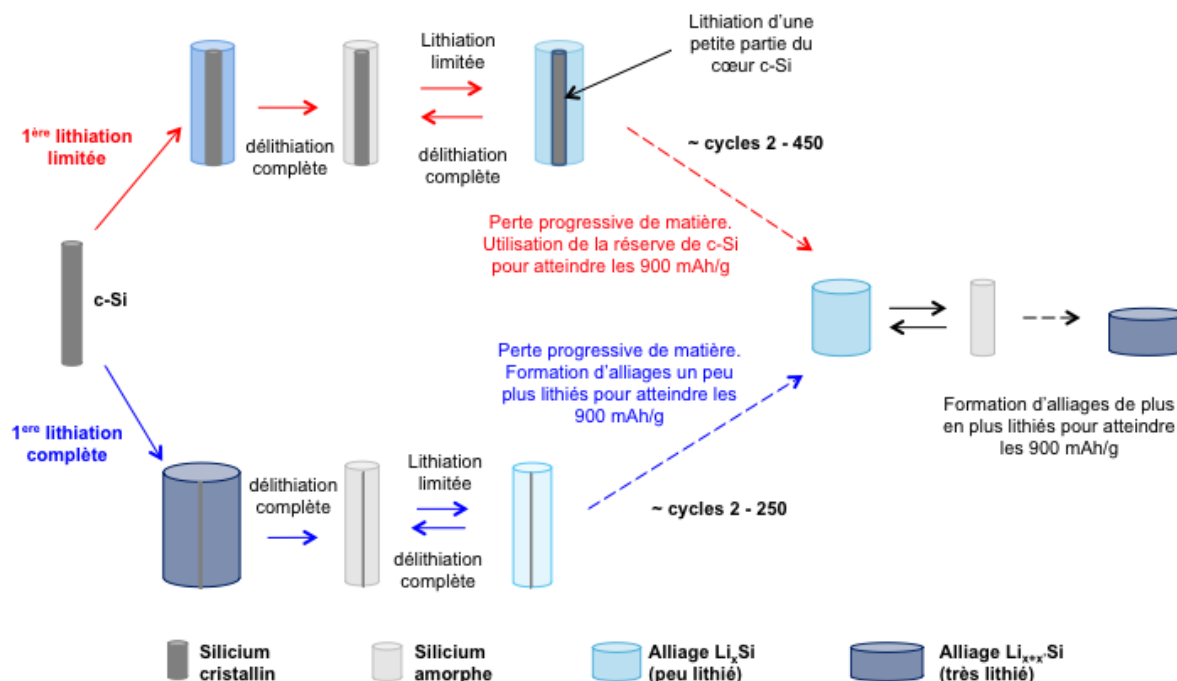 Lithiation d'une
petite partie du
cœur c-Si
Lithiation
limitée
1ère lithiation
limitée
délithiation
complète
délithiation
complète
~ cycles 2 - 450
Perte progressive de matière.
Utilisation de la réserve de c-Si
pour atteindre les 900 mAh/g
c-Si
Perte progressive de matière.
Formation d'alliages un peu
plus lithiés pour atteindre les
900 mAh/g
Formation d'alliages de plus
en plus lithiés pour atteindre
les 900 mAh/g
1ere lithiation
complète
délithiation
complète
Lithiation
limitée
délithiation
complète
~ cycles 2 - 250
Silicium
cristallin
Silicium
amorphe
Alliage LixSi
(peu lithié)
Alliage Lix+x'Si
(très lithié)